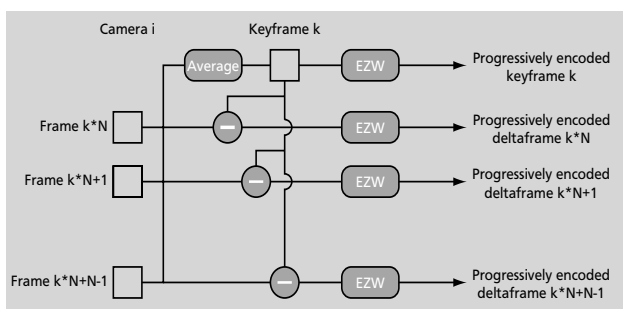 Camera i
Keyframe k
Average
EZW
Progressively encoded
keyframe k
Frame k*N
−
EZW
Progressively encoded
deltaframe k*N
Frame k*N+1
−
EZW
Progressively encoded
deltaframe k*N+1
Frame k*N+N-1
−
EZW
Progressively encoded
deltaframe k*N+N-1